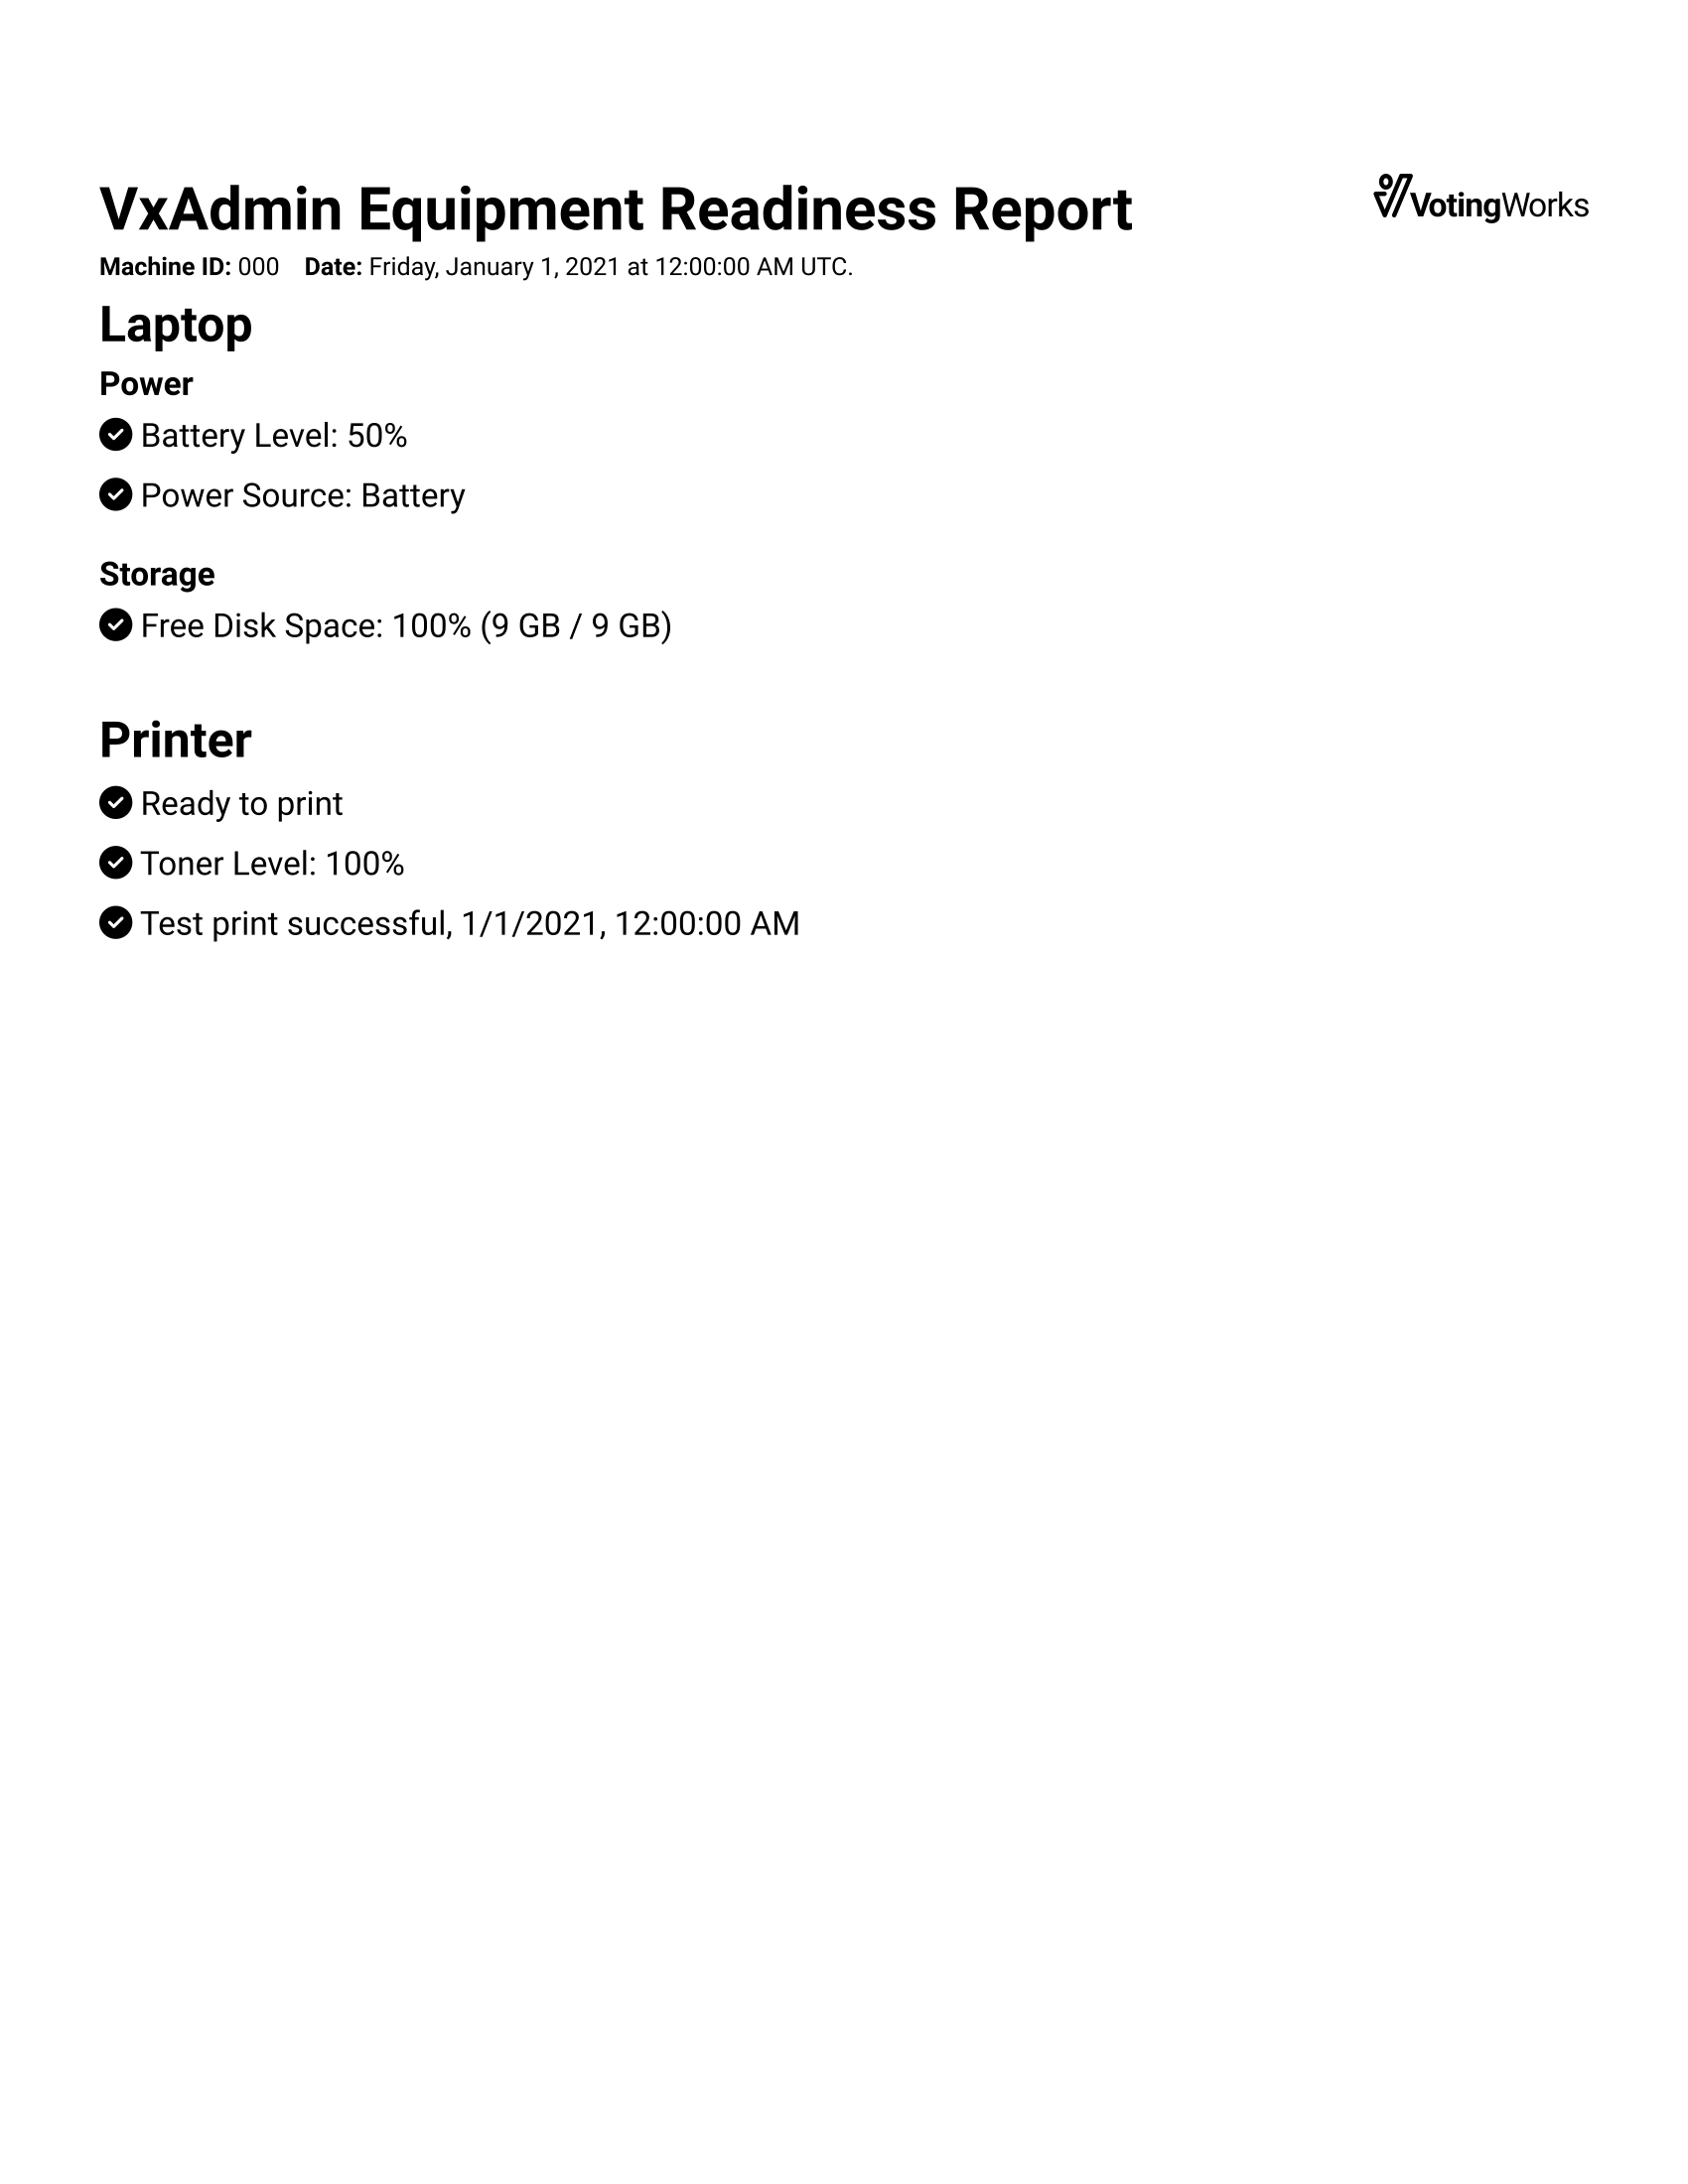 VxAdmin Equipment Readiness Report
VotingWorks
Machine ID: 000 Date: Friday, January 1, 2021 at 12:00:00 AM UTC.
Laptop
Power
Battery Level: 50%
Power Source: Battery
Storage
Free Disk Space: 100% (9 GB / 9 GB)
Printer
Ready to print
Toner Level: 100%
Test print successful, 1/1/2021, 12:00:00 AM